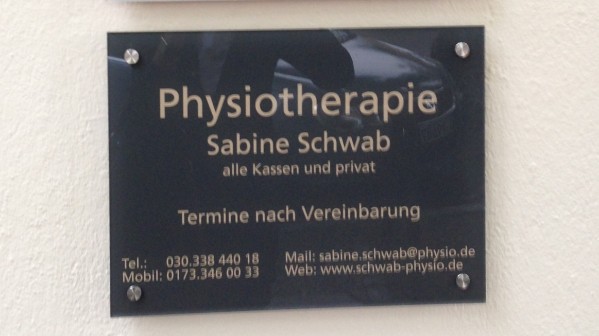 Physiotherapie
Sabine Schwab
alle Kassen und privat
Termine nach Vereinbarung
Tel.: 030.338 440 18 Mail: sabine.schwab@physio.de
Mobil: 0173.346 00 33 Web: www.schwab-physio.de